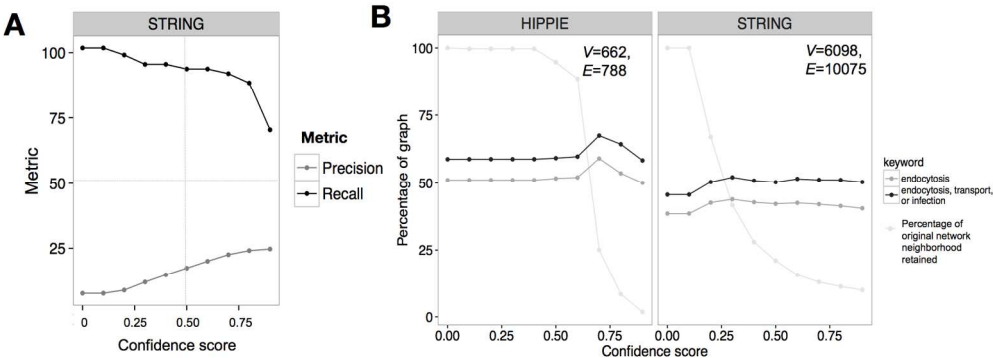 A
STRING
Metric
100
75
50
25
0
0.25
0.50
0.75
Confidence score
Metric
Precision
Recall
B
HIPPIE
STRING
V=662,
E=788
V=6098,
E=10075
Percentage of graph
100
75
50
25
0
0.00
0.25
0.50
0.75
0.00
0.25
0.50
0.75
Confidence score
keyword
endocytosis
endocytosis, transport,
or infection
Percentage of
original network
neighborhood
retained